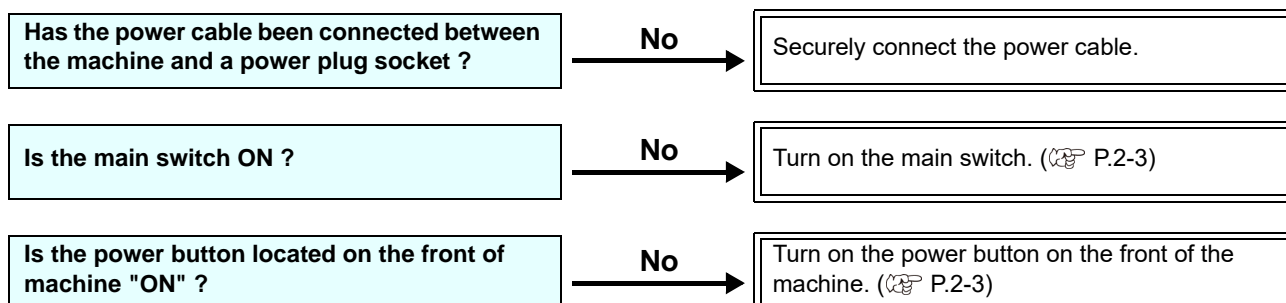 Has the power cable been connected between
the machine and a power plug socket ?
No
Securely connect the power cable.
Is the main switch ON ?
No
Turn on the main switch. (☞ P.2-3)
Is the power button located on the front of
machine "ON" ?
No
Turn on the power button on the front of the
machine. (☞ P.2-3)